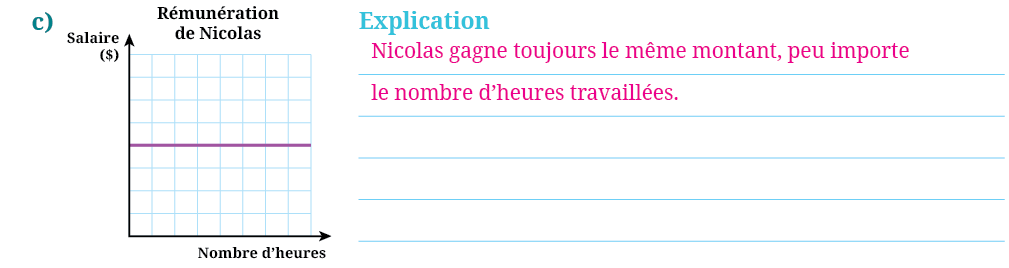 c)
Rémunération
de Nicolas
Salaire
($)
Nombre d’heures
Explication
Nicolas gagne toujours le même montant, peu importe
le nombre d’heures travaillées.